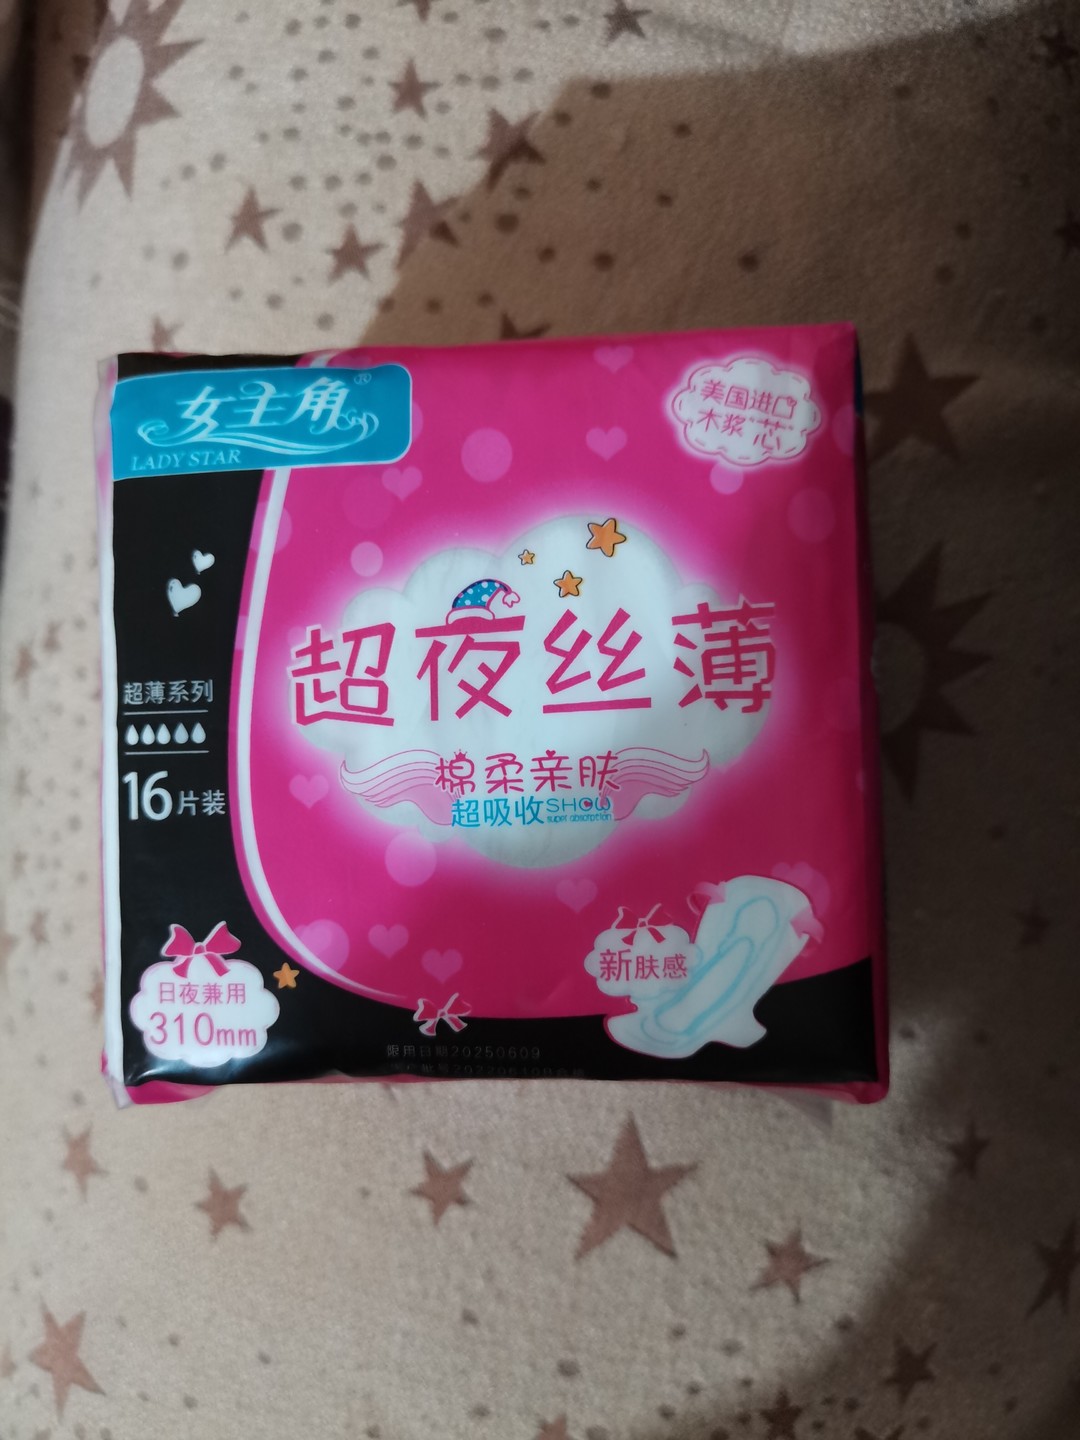 女主角®
LADY STAR
美国进口
木浆“芯”
超夜丝薄
超薄系列
16片装
棉柔亲肤
超吸收SHOW
super absorption
新肤感
日夜兼用
310mm
限用日期20250609